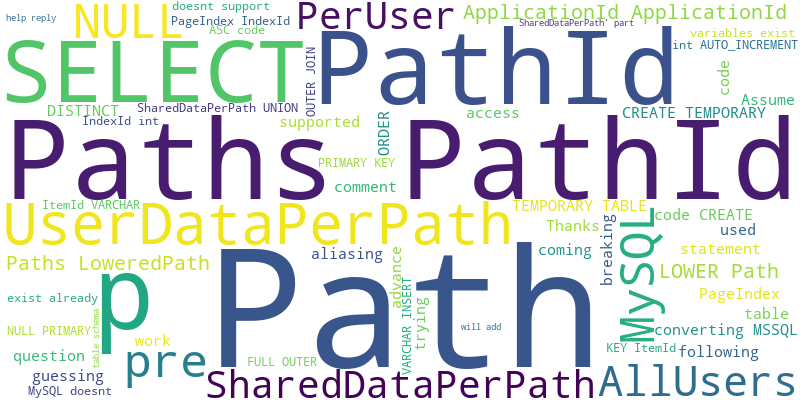 help reply
NULL
doesnt support
PageIndex IndexId
ASC code
PerUser
ApplicationId ApplicationId
SharedDataPerPath' part
variables exist
int AUTO_INCREMENT
SELECT
PathId
OUTER JOIN
code
Assume
DISTINCT
SharedDataPerPath UNION
IndexId int
supported
ORDER
access
CREATE TEMPORARY
Paths PathId
PRIMARY KEY
comment
ItemId VARCHAR
UserDataPerPath
TEMPORARY TABLE
Thanks
breaking
MySQL
code CREATE
used
statement
Paths LoweredPath
aliasing
advance
coming
LOWER Path
p
Path
exist already
VARCHAR INSERT
trying
PageIndex
table
NULL PRIMARY
table schema
work
will add
converting MSSQL
question
pre
FULL OUTER
KEY ItemId
following
guessing
MySQL doesnt
SharedDataPerPath
AllUsers